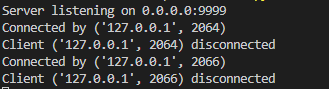 Server listening on 0.0.0.0:9999
Connected by ('127.0.0.1', 2064)
Client ('127.0.0.1', 2064) disconnected
Connected by ('127.0.0.1', 2066)
Client ('127.0.0.1', 2066) disconnected